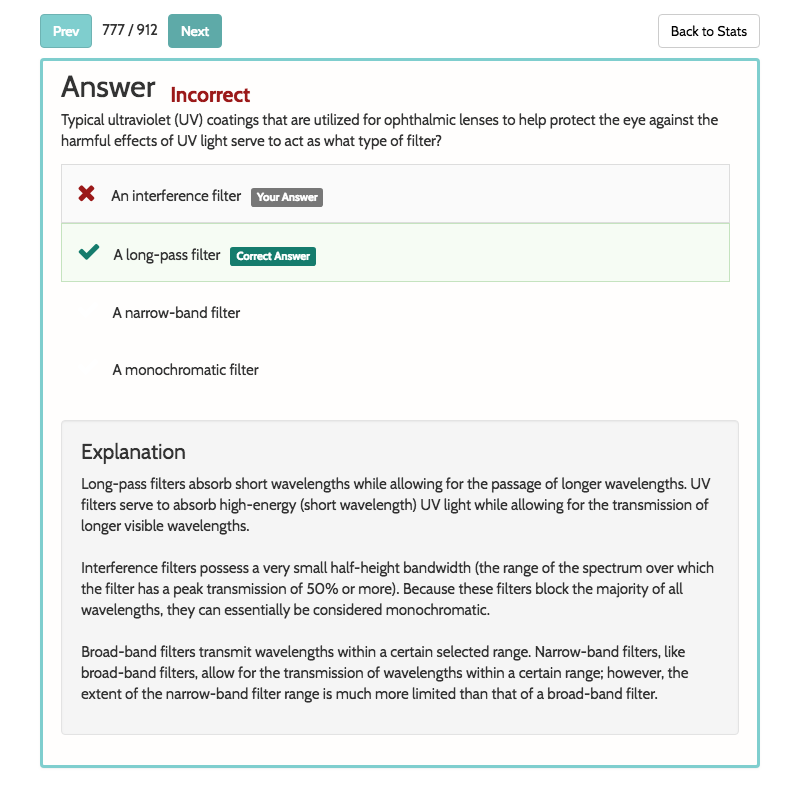 Prev 777 / 912 Next Back to Stats
Answer Incorrect
Typical ultraviolet (UV) coatings that are utilized for ophthalmic lenses to help protect the eye against the
harmful effects of UV light serve to act as what type of filter?
An interference filter Your Answer
A long-pass filter Correct Answer
A narrow-band filter
A monochromatic filter
Explanation
Long-pass filters absorb short wavelengths while allowing for the passage of longer wavelengths. UV
filters serve to absorb high-energy (short wavelength) UV light while allowing for the transmission of
longer visible wavelengths.
Interference filters possess a very small half-height bandwidth (the range of the spectrum over which
the filter has a peak transmission of 50% or more). Because these filters block the majority of all
wavelengths, they can essentially be considered monochromatic.
Broad-band filters transmit wavelengths within a certain selected range. Narrow-band filters, like
broad-band filters, allow for the transmission of wavelengths within a certain range; however, the
extent of the narrow-band filter range is much more limited than that of a broad-band filter.